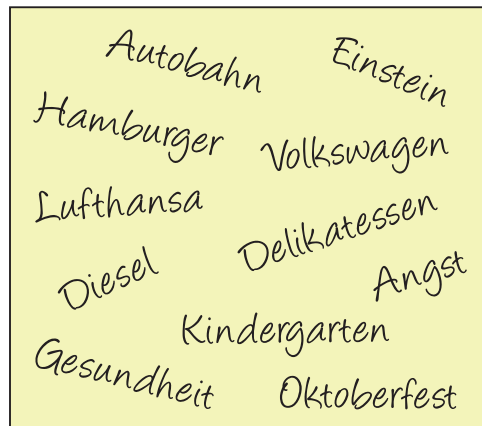 Autobahn
Einstein
Hamburger
Volkswagen
Lufthansa
Delikatessen
Diesel
Angst
Kindergarten
Gesundheit
Oktoberfest